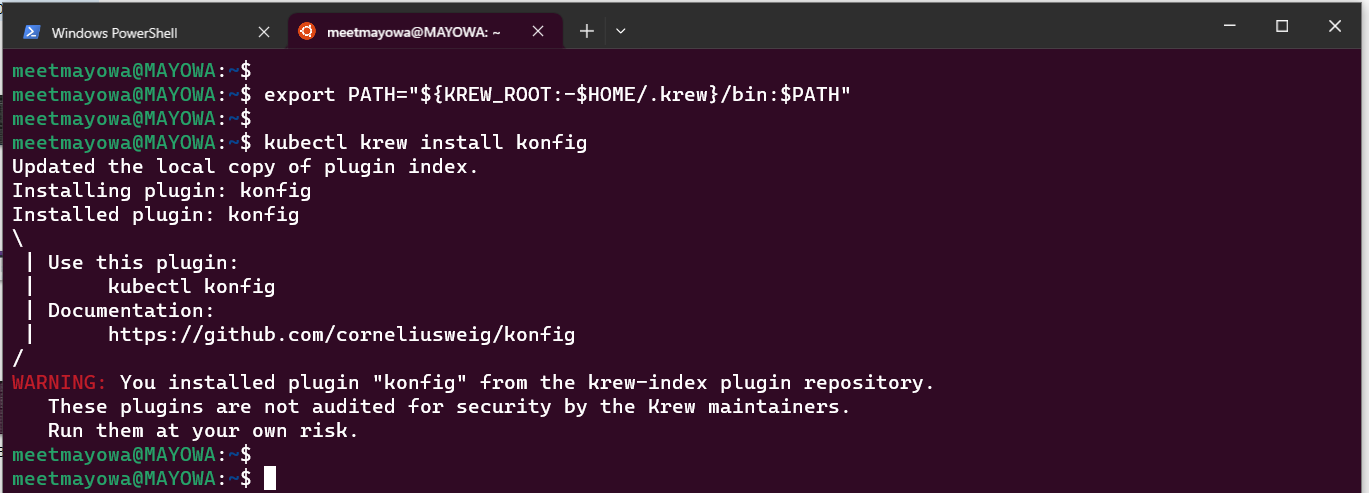 Windows PowerShell
meetmayowa@MAYOWA: ~
meetmayowa@MAYOWA:~$
meetmayowa@MAYOWA:~$ export PATH="${KREW_ROOT:-$HOME/.krew}/bin:$PATH"
meetmayowa@MAYOWA:~$
meetmayowa@MAYOWA:~$ kubectl krew install konfig
Updated the local copy of plugin index.
Installing plugin: konfig
Installed plugin: konfig
\
 | Use this plugin:
 |      kubectl konfig
 | Documentation:
 |      https://github.com/corneliusweig/konfig
/
WARNING: You installed plugin "konfig" from the krew-index plugin repository.
   These plugins are not audited for security by the Krew maintainers.
   Run them at your own risk.
meetmayowa@MAYOWA:~$
meetmayowa@MAYOWA:~$